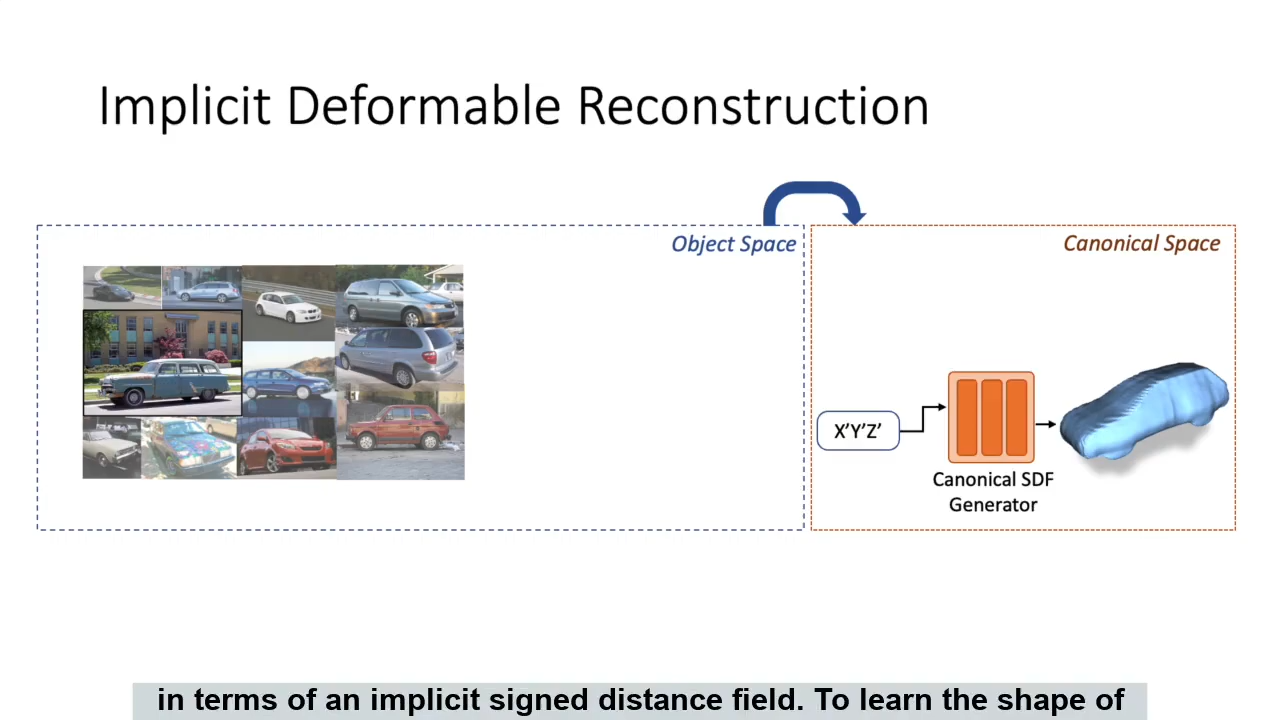 Implicit Deformable Reconstruction
Object Space
Canonical Space
X'Y'Z'
Canonical SDF
Generator
in terms of an implicit signed distance field. To learn the shape of